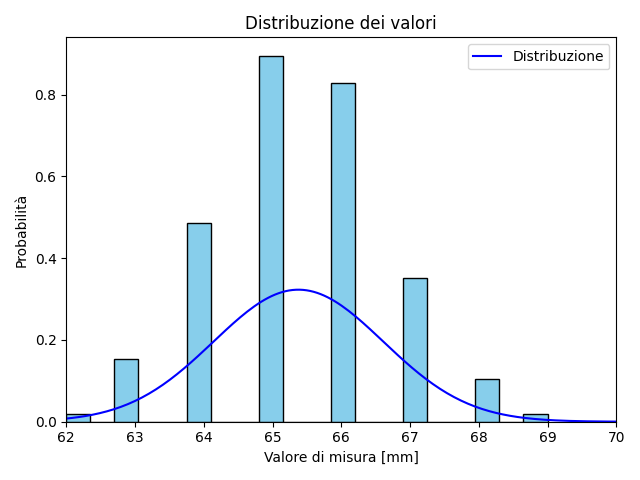 Distribuzione dei valori
Distribuzione
0.8
0.6
0.4
0.2
0.0
Probabilità
62 63 64 65 66 67 68 69 70
Valore di misura [mm]